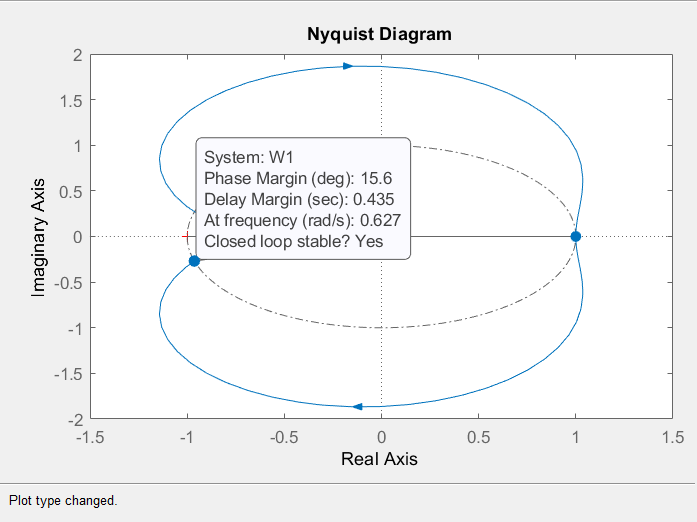 Nyquist Diagram
2
1.5
1
0.5
0
-0.5
-1
-1.5
-2
Imaginary Axis
System: W1
Phase Margin (deg): 15.6
Delay Margin (sec): 0.435
At frequency (rad/s): 0.627
Closed loop stable? Yes
-1.5 -1 -0.5 0 0.5 1 1.5
Real Axis
Plot type changed.